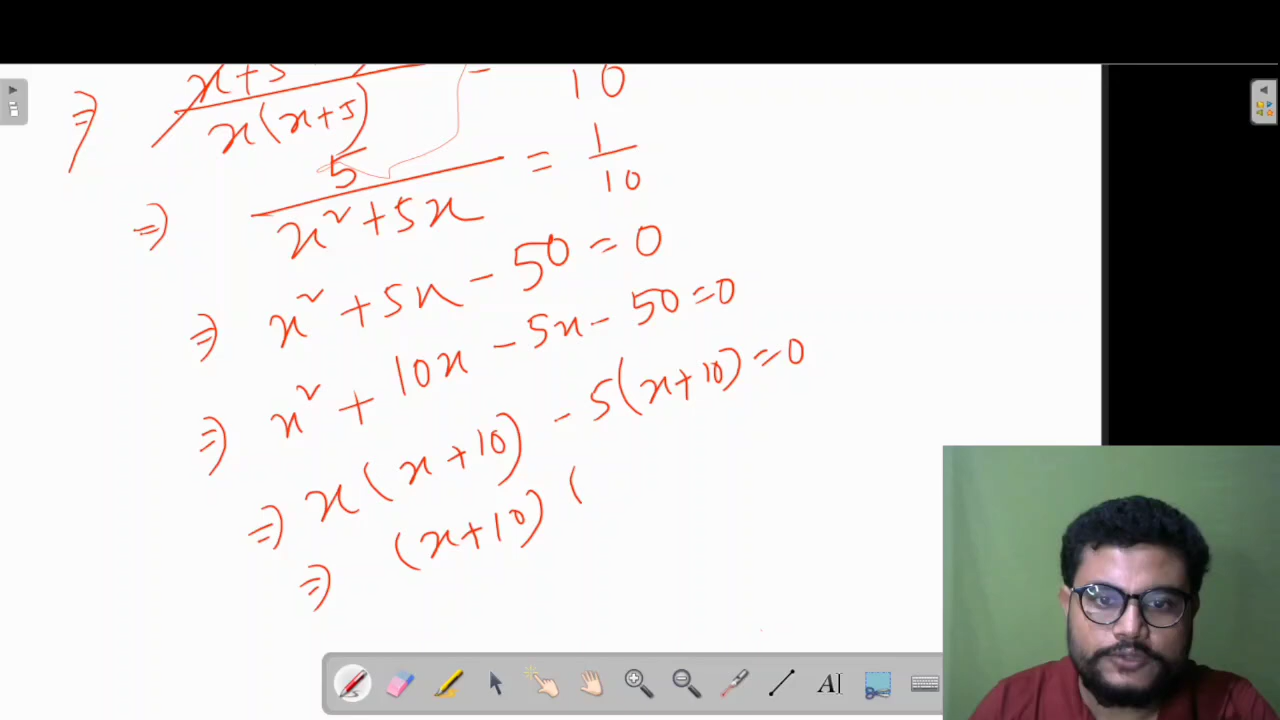 ⇒ x+5 = 10
x(x+5)
⇒ 5/(x²+5x) = 1/10
⇒ x²+5x-50=0
⇒ x²+10x-5x-50=0
⇒ x(x+10)-5(x+10)=0
⇒ (x+10)(
A